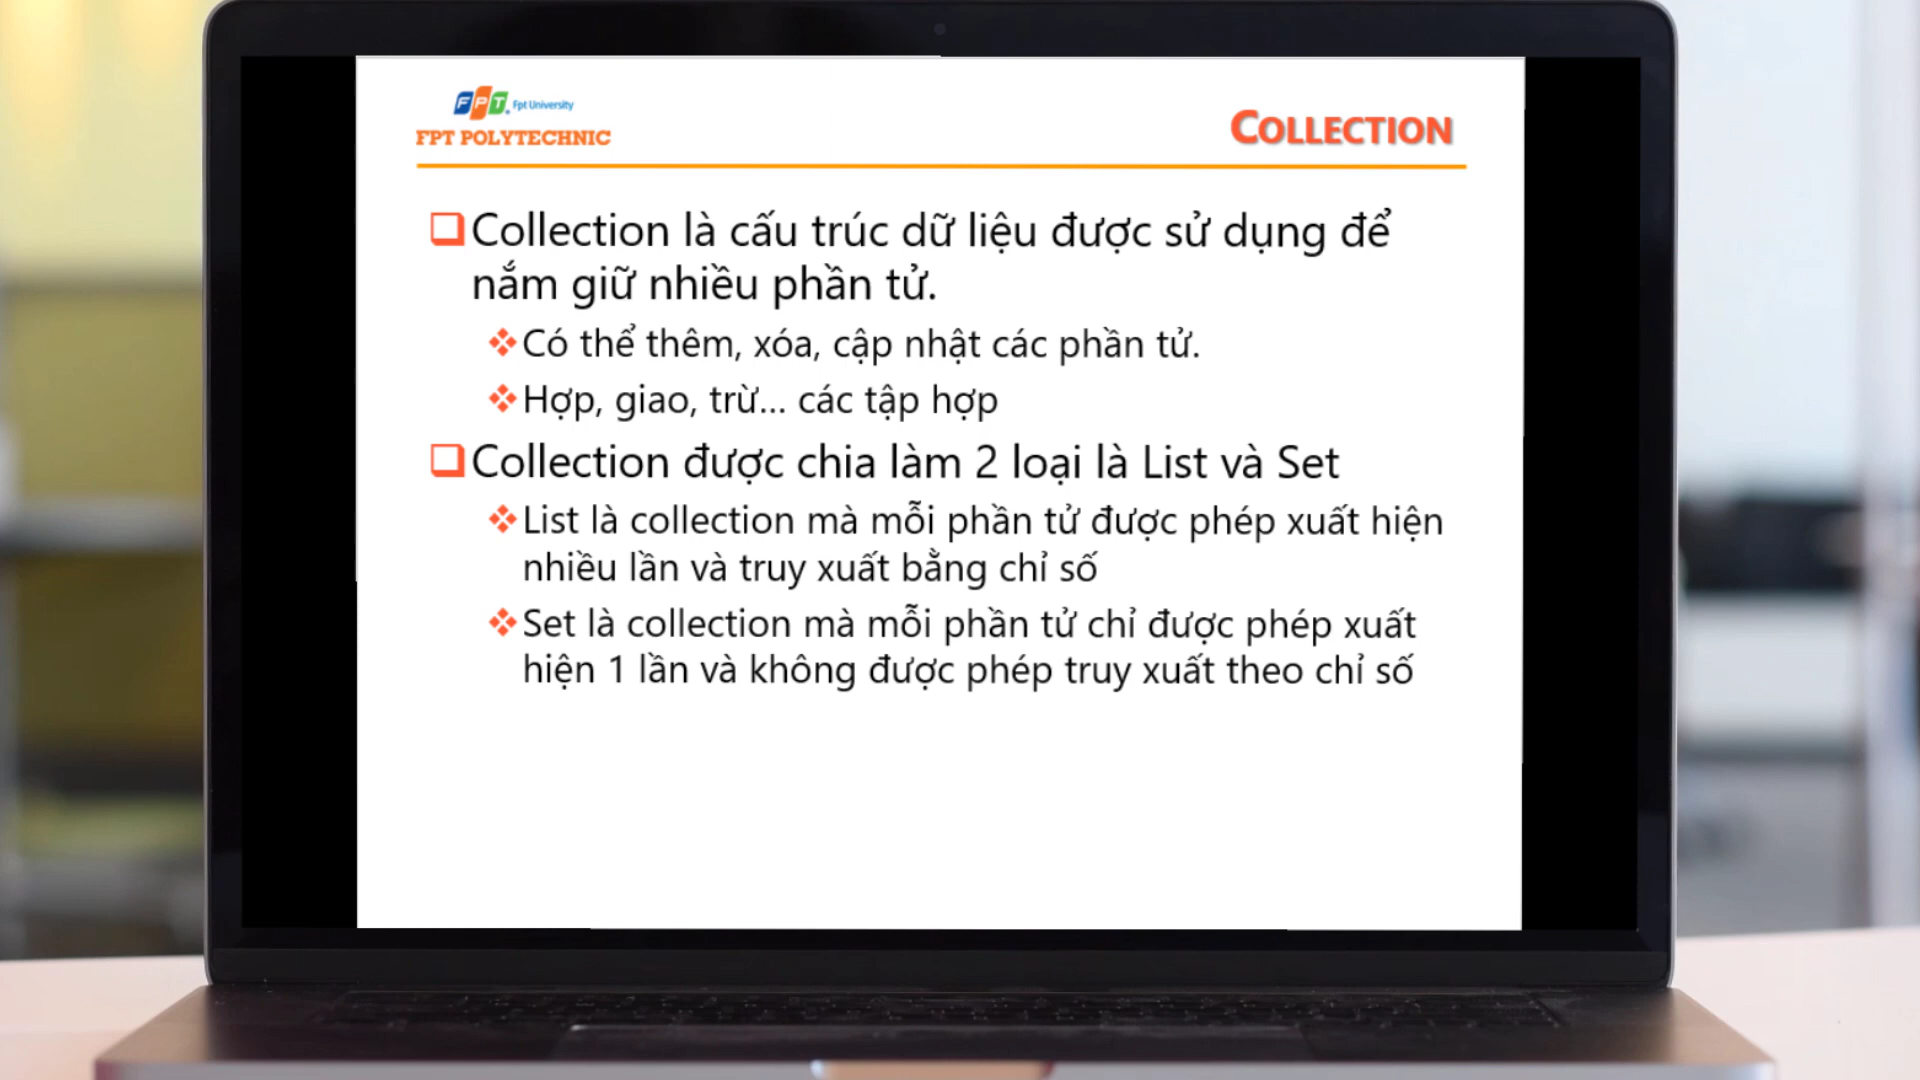 FPT Fpt University
FPT POLYTECHNIC
COLLECTION
Collection là cấu trúc dữ liệu được sử dụng để
nắm giữ nhiều phần tử.
Có thể thêm, xóa, cập nhật các phần tử.
Hợp, giao, trừ... các tập hợp
Collection được chia làm 2 loại là List và Set
List là collection mà mỗi phần tử được phép xuất hiện
nhiều lần và truy xuất bằng chỉ số
Set là collection mà mỗi phần tử chỉ được phép xuất
hiện 1 lần và không được phép truy xuất theo chỉ số